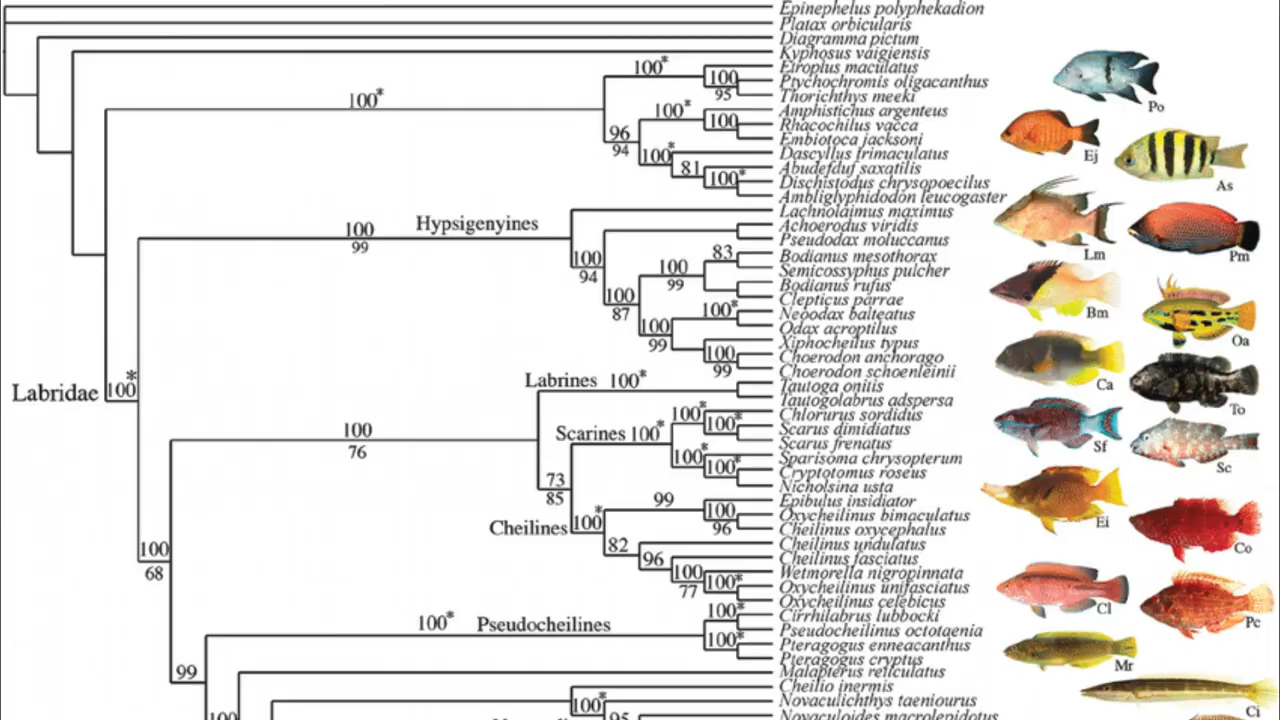 Epinephelus polyphekadion
Platax orbicularis
Diagramma pictum
Kyphosus vaigiensis
100* Etroplus maculatus
100 Ptychochromis oligacanthus
95 Thorichthys meeki
100*
100* Amphistichus argenteus
100 Rhacochilus vacca
96 Embiotoca jacksoni
94
100* Dascyllus trimaculatus
81 Abudefduf saxatilis
100* Dischistodus chrysopoecilus
Ambliglyphidodon leucogaster
Lachnolaimus maximus
Hypsigenyines
100
99
Achoerodus viridis
Pseudodax moluccanus
100
94
83 Bodianus mesothorax
100 Semicossyphus pulcher
99 Bodianus rufus
Clepticus parrae
100
87
100* Neoodax balteatus
Odax acroptilus
100
99
Xiphocheilus typus
100 Choerodon anchorago
99 Choerodon schoenleinii
Labridae 100*
Labrines 100* Tautoga onitis
Tautogolabrus adspersa
100
76
Scarines 100*
100* Chlorurus sordidus
100* Scarus dimidiatus
Scarus frenatus
100* Sparisoma chrysopterum
100* Cryptotomus roseus
Nicholsina usta
73
85
99 Epibulus insidiator
100 Oxycheilinus bimaculatus
96 Cheilinus oxycephalus
Cheilines 100*
82 Cheilinus undulatus
96 Cheilinus fasciatus
100 Wetmorella nigropinnata
77
100* Oxycheilinus unifasciatus
Oxycheilinus celebicus
100
68
100* Pseudocheilines
100* Cirrhilabrus lubbocki
Pseudocheilinus octotaenia
100* Pteragogus enneacanthus
Pteragogus cryptus
99
Malapterus reticulatus
Cheilio inermis
100* Novaculichthys taeniourus
100
95 Novaculoides macrolepidotus
Po
Ej
As
Lm
Pm
Bm
Oa
Ca
To
Sf
Sc
Ei
Co
Cl
Pc
Mr
Ci